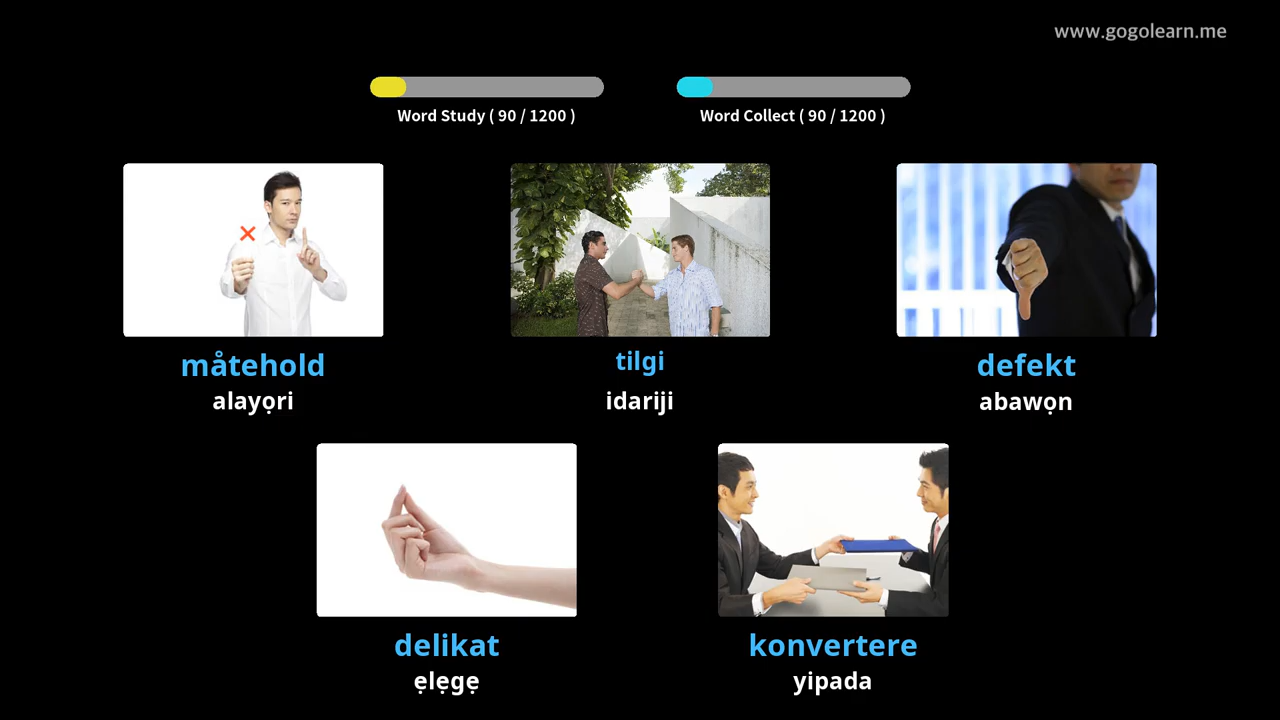 www.gogolearn.me
Word Study ( 90 / 1200 )
Word Collect ( 90 / 1200 )
måtehold
alayọri
tilgi
idariji
defekt
abawọn
delikat
ẹlẹgẹ
konvertere
yipada